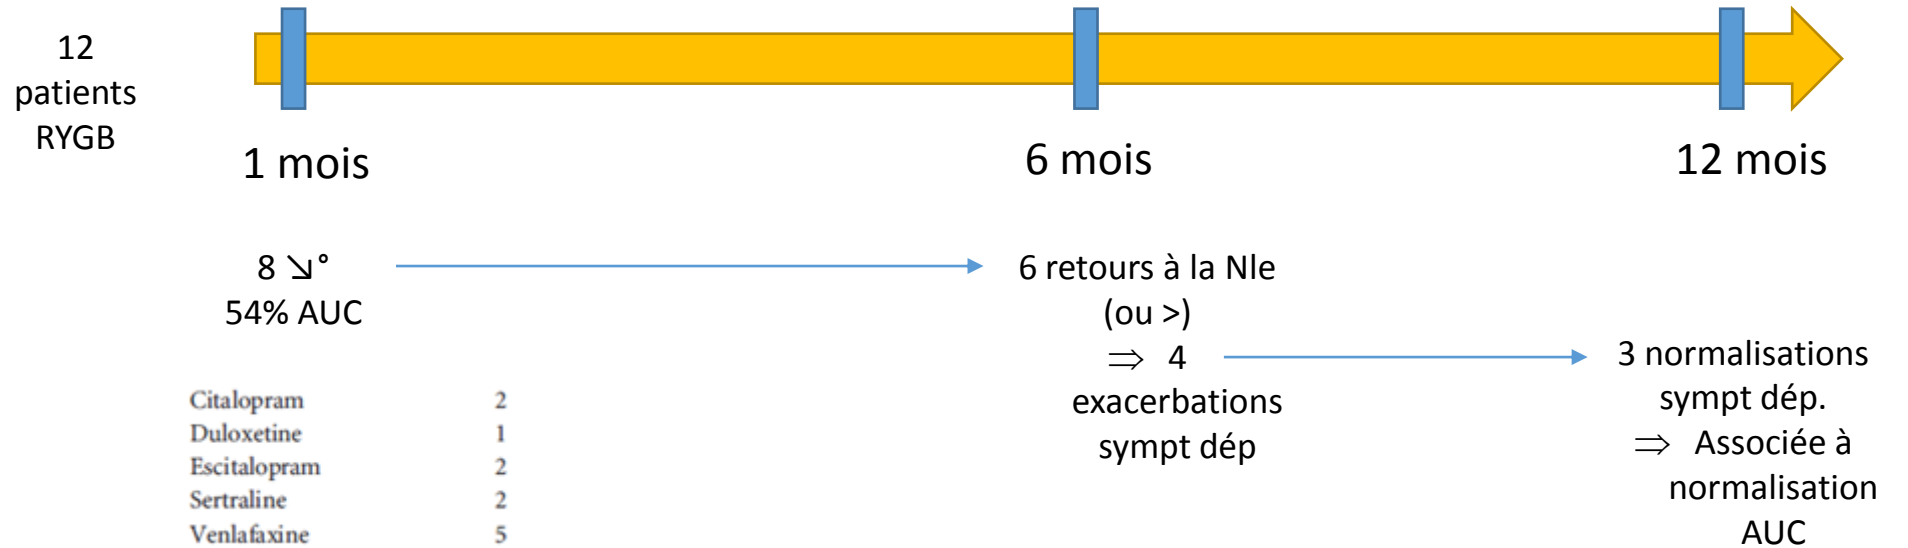 12
patients
RYGB
1 mois
6 mois
12 mois
8 ↘°
54% AUC
6 retours à la Nle
(ou >)
⇒ 4
exacerbations
sympt dép
3 normalisations
sympt dép.
⇒ Associée à
normalisation
AUC
Citalopram 2
Duloxetine 1
Escitalopram 2
Sertraline 2
Venlafaxine 5